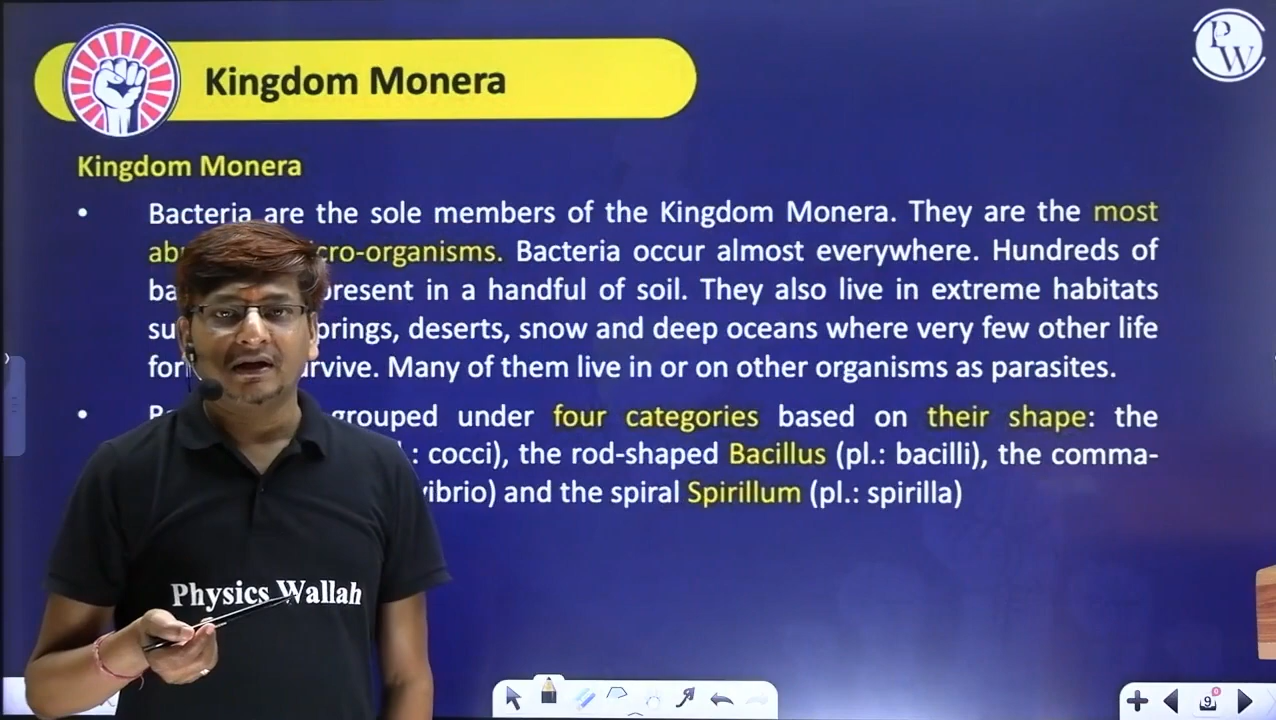 Kingdom Monera
PW
Kingdom Monera
• Bacteria are the sole members of the Kingdom Monera. They are the most
cro-organisms. Bacteria occur almost everywhere. Hundreds of
present in a handful of soil. They also live in extreme habitats
prings, deserts, snow and deep oceans where very few other life
Many of them live in or on other organisms as parasites.
• grouped under four categories based on their shape: the
: cocci), the rod-shaped Bacillus (pl.: bacilli), the comma-
vibrio) and the spiral Spirillum (pl.: spirilla)
Physics Wallah
9